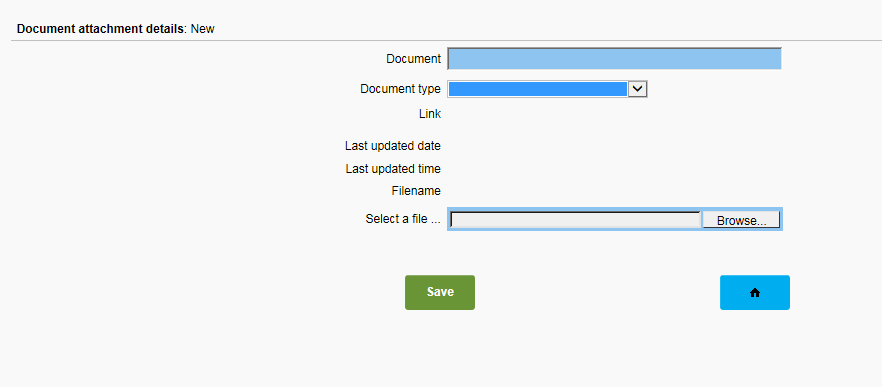 Document attachment details: New
Document
Document type
Link
Last updated date
Last updated time
Filename
Select a file ... Browse...
Save